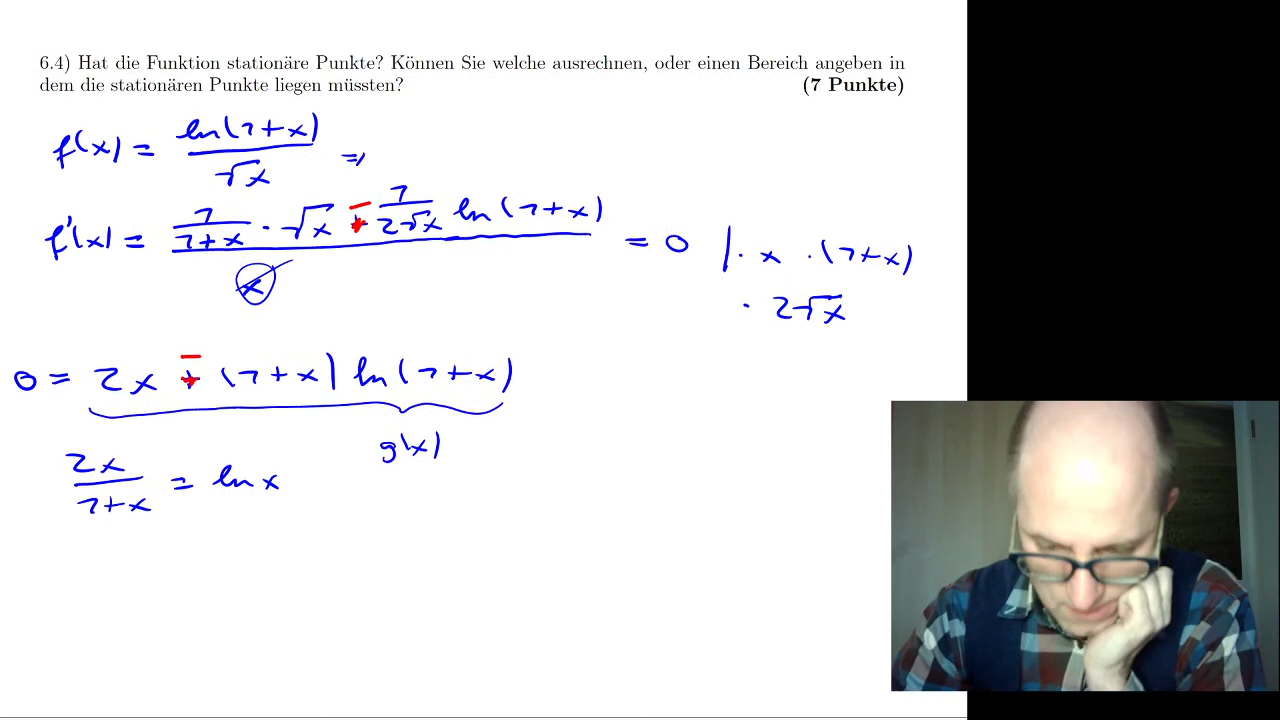 6.4) Hat die Funktion stationäre Punkte? Können Sie welche ausrechnen, oder einen Bereich angeben in
dem die stationären Punkte liegen müssten? (7 Punkte)
f(x) = ln(1+x) / √x ⇒
f'(x) = (1/(1+x) · √x − 1/(2√x) ln(1+x)) / x = 0 | · x · (1+x)
· 2√x
0 = 2x − (1+x) ln(1+x)
g(x)
2x/(1+x) = ln x